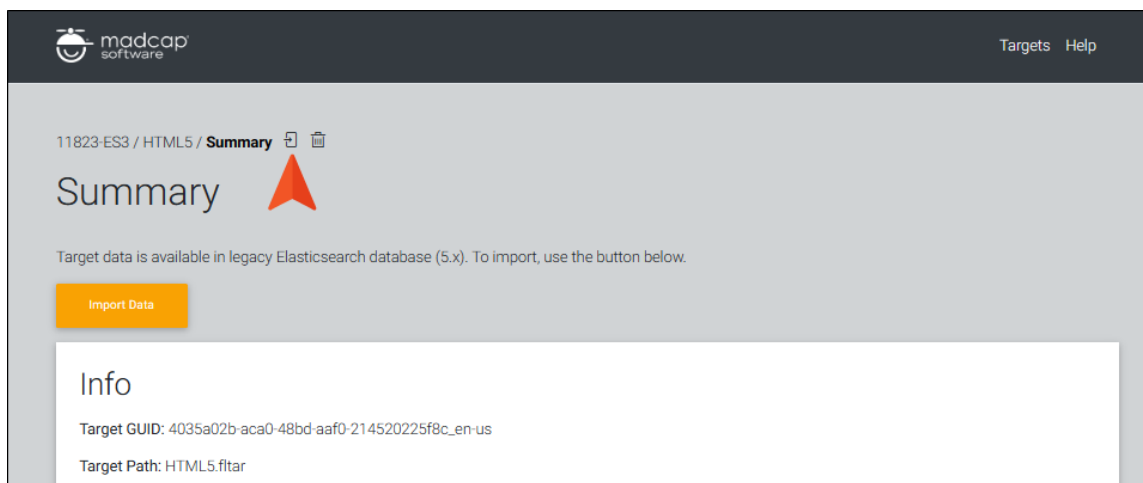 madcap
software
Targets Help
11823-ES3 / HTML5 / Summary
Summary
Target data is available in legacy Elasticsearch database (5.x). To import, use the button below.
Import Data
Info
Target GUID: 4035a02b-aca0-48bd-aaf0-214520225f8c_en-us
Target Path: HTML5.fltar